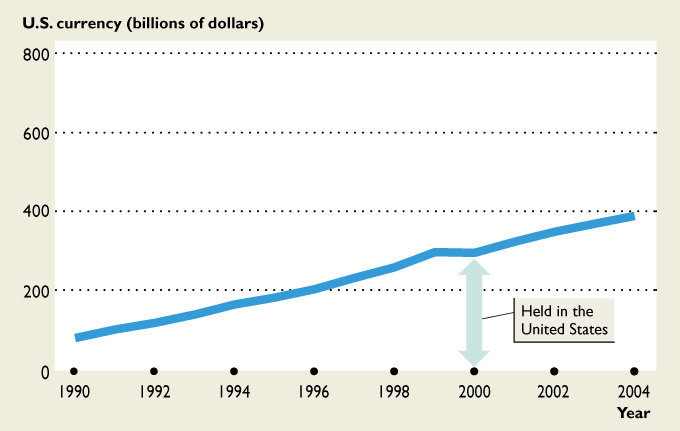 U.S. currency (billions of dollars)
800
600
400
200
0
Held in the
United States
1990 1992 1994 1996 1998 2000 2002 2004
Year